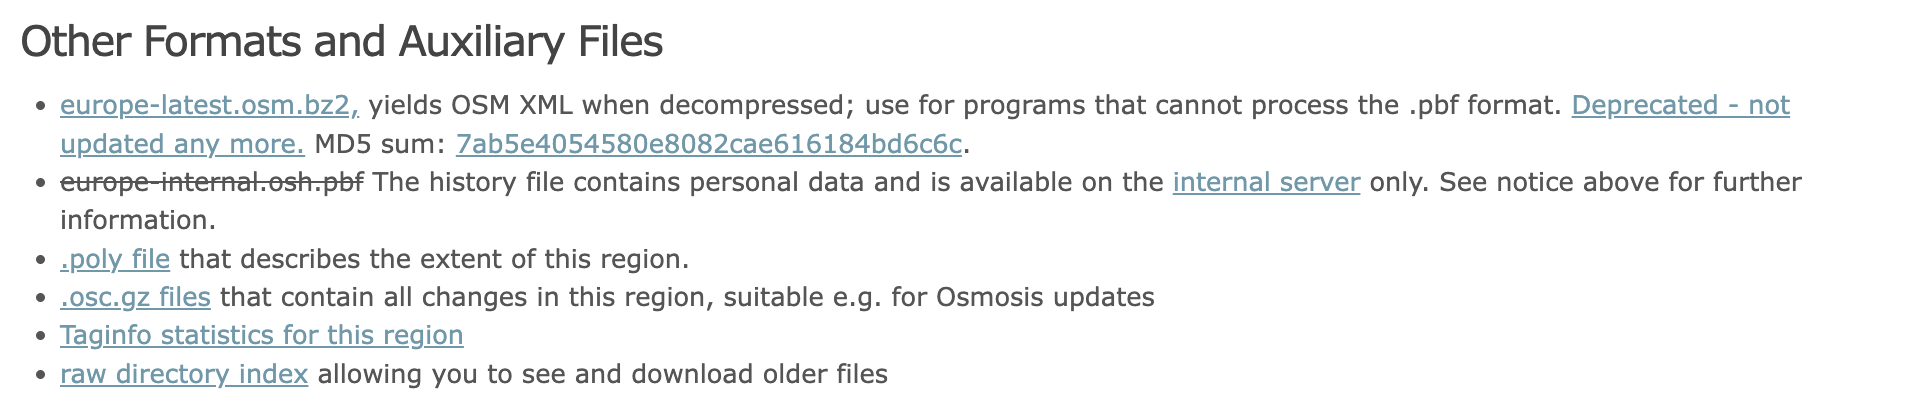 Other Formats and Auxiliary Files
• europe-latest.osm.bz2, yields OSM XML when decompressed; use for programs that cannot process the .pbf format. Deprecated - not
updated any more. MD5 sum: 7ab5e4054580e8082cae616184bd6c6c.
• europe-internal.osh.pbf The history file contains personal data and is available on the internal server only. See notice above for further
information.
• .poly file that describes the extent of this region.
• .osc.gz files that contain all changes in this region, suitable e.g. for Osmosis updates
• Taginfo statistics for this region
• raw directory index allowing you to see and download older files